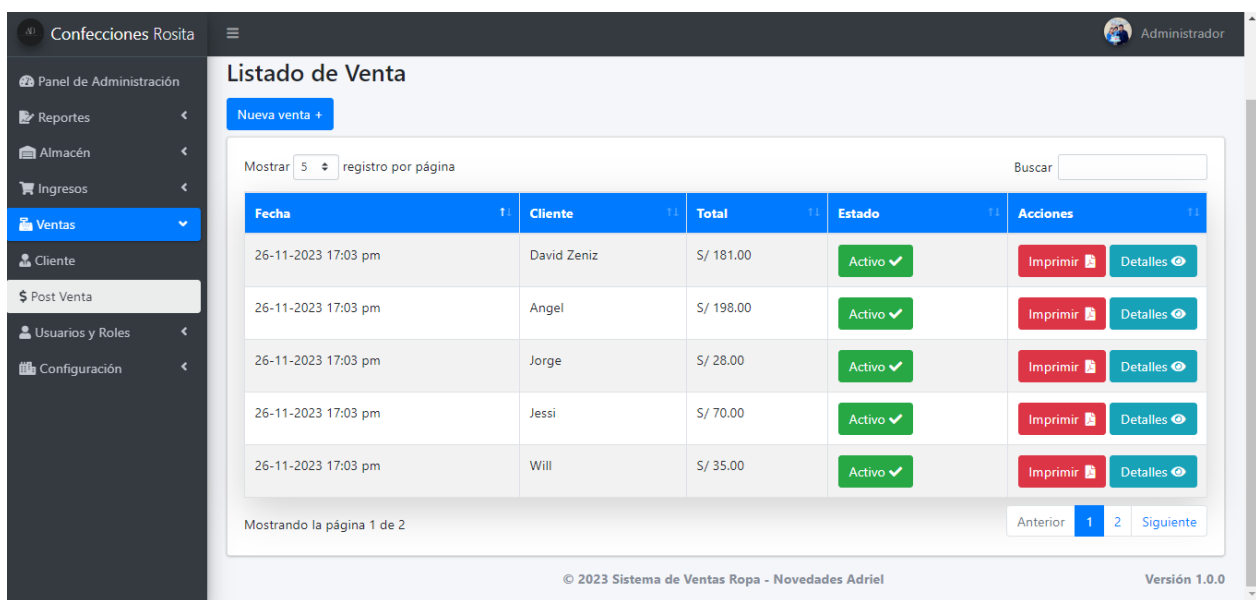 AD Confecciones Rosita
Administrador
Panel de Administración
Reportes
Almacén
Ingresos
Ventas
Cliente
$ Post Venta
Usuarios y Roles
Configuración
Listado de Venta
Nueva venta +
Mostrar 5 registro por página
Buscar
Fecha Cliente Total Estado Acciones
26-11-2023 17:03 pm David Zeniz S/ 181.00 Activo Imprimir Detalles
26-11-2023 17:03 pm Angel S/ 198.00 Activo Imprimir Detalles
26-11-2023 17:03 pm Jorge S/ 28.00 Activo Imprimir Detalles
26-11-2023 17:03 pm Jessi S/ 70.00 Activo Imprimir Detalles
26-11-2023 17:03 pm Will S/ 35.00 Activo Imprimir Detalles
Mostrando la página 1 de 2
Anterior 1 2 Siguiente
© 2023 Sistema de Ventas Ropa - Novedades Adriel
Versión 1.0.0